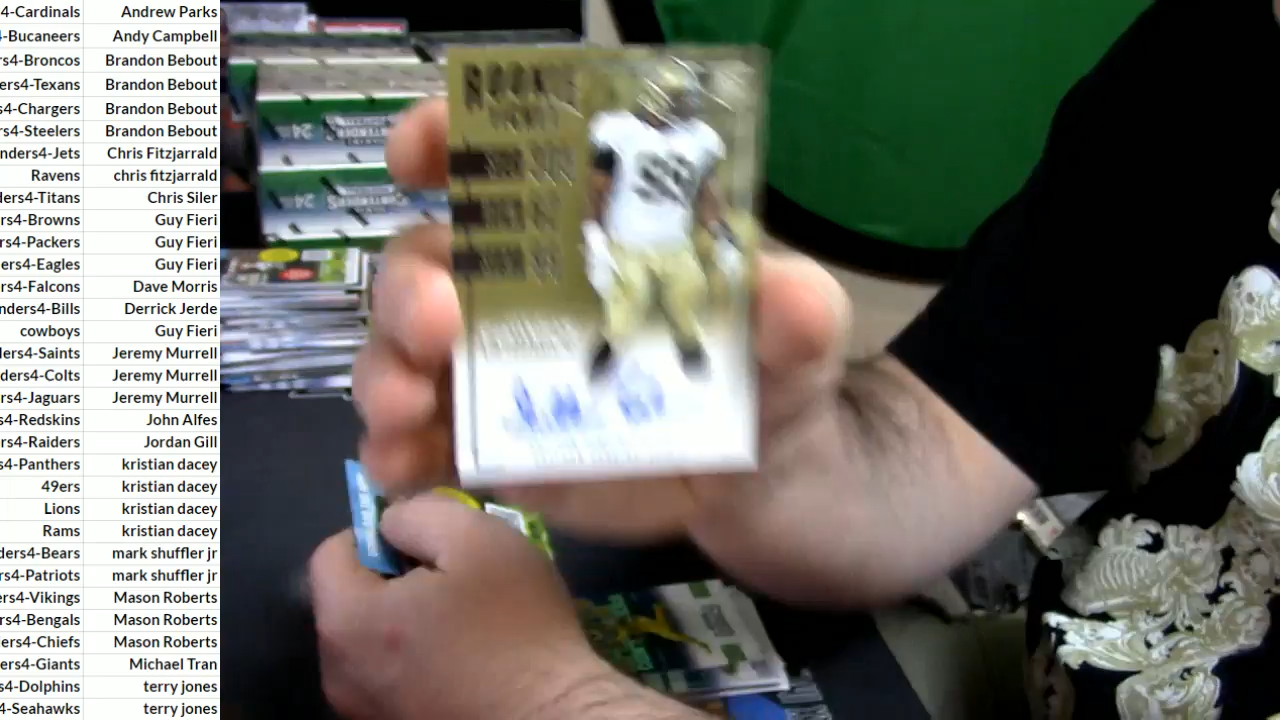 4-Cardinals Andrew Parks
4-Bucaneers Andy Campbell
ers4-Broncos Brandon Bebout
ers4-Texans Brandon Bebout
s4-Chargers Brandon Bebout
rs4-Steelers Brandon Bebout
nders4-Jets Chris Fitzjarrald
Ravens chris fitzjarrald
ders4-Titans Chris Siler
rs4-Browns Guy Fieri
rs4-Packers Guy Fieri
ers4-Eagles Guy Fieri
ers4-Falcons Dave Morris
nders4-Bills Derrick Jerde
cowboys Guy Fieri
ders4-Saints Jeremy Murrell
ders4-Colts Jeremy Murrell
ers4-Jaguars Jeremy Murrell
rs4-Redskins John Alfes
ers4-Raiders Jordan Gill
s4-Panthers kristian dacey
49ers kristian dacey
Lions kristian dacey
Rams kristian dacey
ders4-Bears mark shuffler jr
rs4-Patriots mark shuffler jr
ers4-Vikings Mason Roberts
rs4-Bengals Mason Roberts
ders4-Chiefs Mason Roberts
ers4-Giants Michael Tran
rs4-Dolphins terry jones
4-Seahawks terry jones
ROOKIE
TICKET